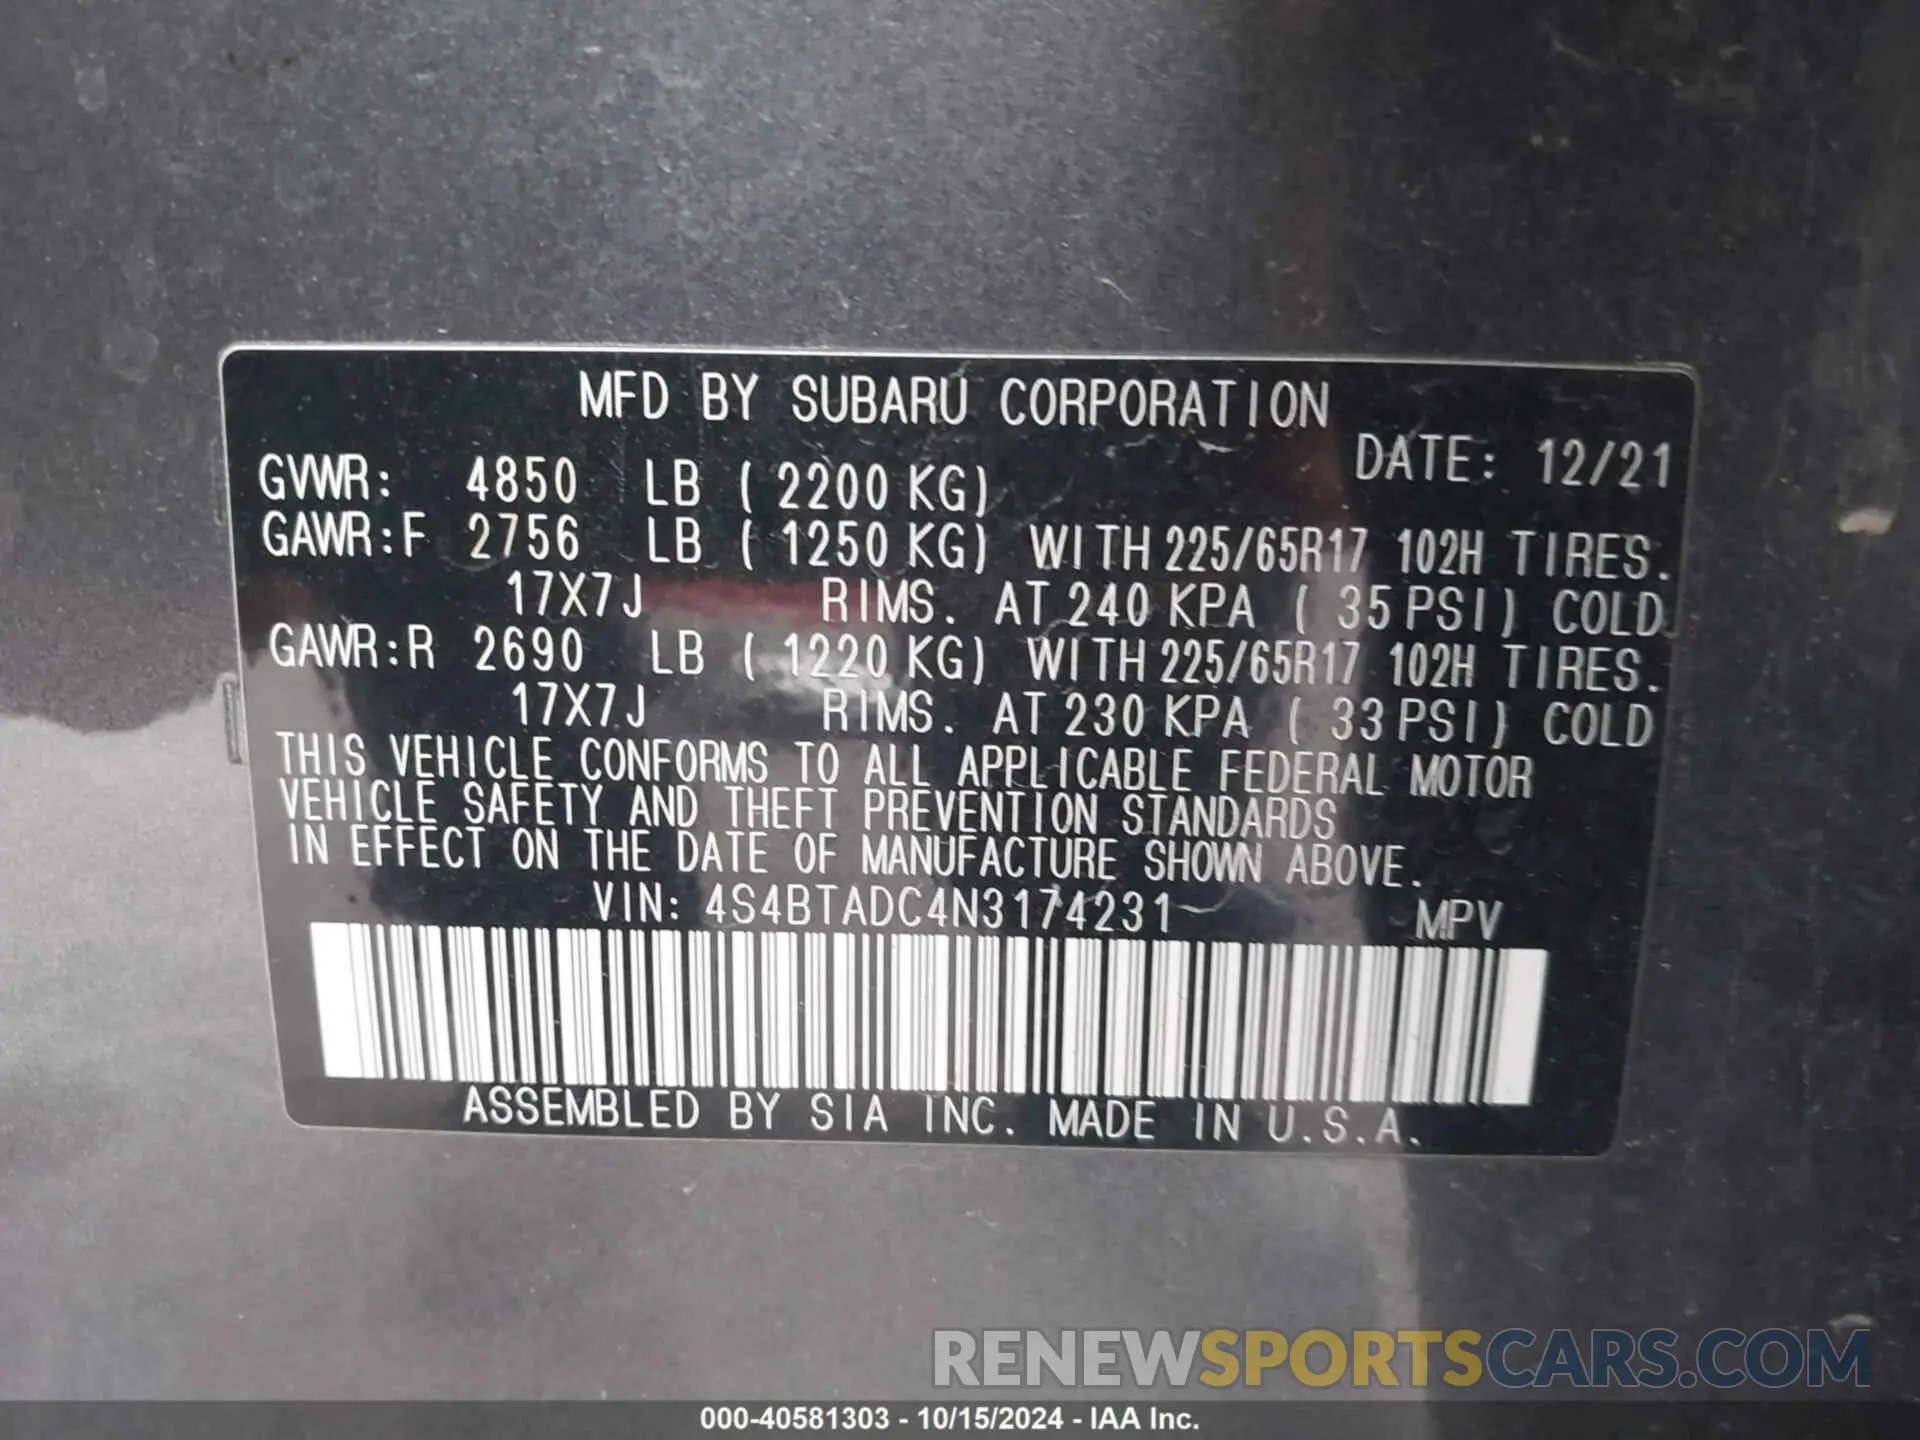 MFD BY SUBARU CORPORATION
DATE: 12/21
GVWR: 4850 LB ( 2200 KG)
GAWR:F 2756 LB ( 1250 KG) WITH 225/65R17 102H TIRES.
17X7J RIMS. AT 240 KPA ( 35 PSI) COLD
GAWR:R 2690 LB ( 1220 KG) WITH 225/65R17 102H TIRES.
17X7J RIMS. AT 230 KPA ( 33 PSI) COLD
THIS VEHICLE CONFORMS TO ALL APPLICABLE FEDERAL MOTOR
VEHICLE SAFETY AND THEFT PREVENTION STANDARDS
IN EFFECT ON THE DATE OF MANUFACTURE SHOWN ABOVE.
VIN: 4S4BTADC4N3174231 MPV
ASSEMBLED BY SIA INC. MADE IN U.S.A.
RENEWSPORTSCARS.COM
000-40581303 - 10/15/2024 - IAA Inc.